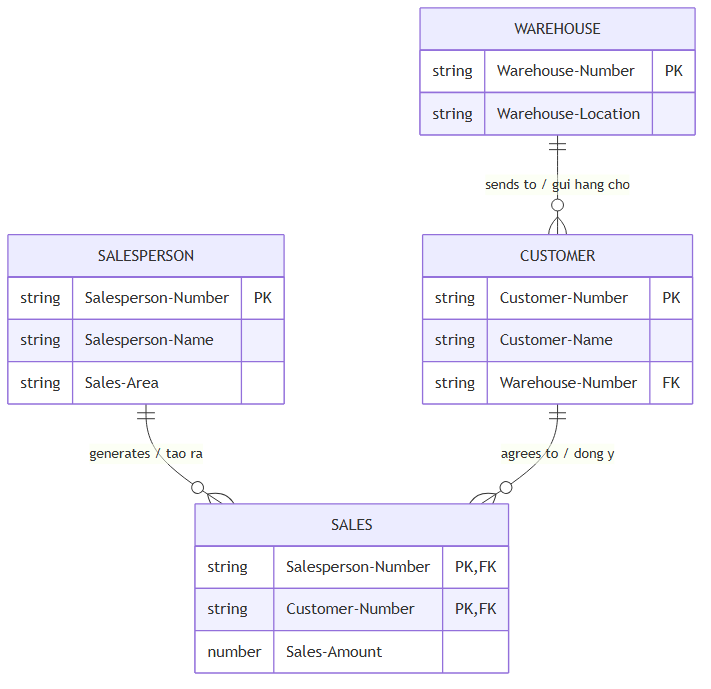 WAREHOUSE
string Warehouse-Number PK
string Warehouse-Location
sends to / gui hang cho
SALESPERSON
string Salesperson-Number PK
string Salesperson-Name
string Sales-Area
CUSTOMER
string Customer-Number PK
string Customer-Name
string Warehouse-Number FK
generates / tao ra
agrees to / dong y
SALES
string Salesperson-Number PK,FK
string Customer-Number PK,FK
number Sales-Amount